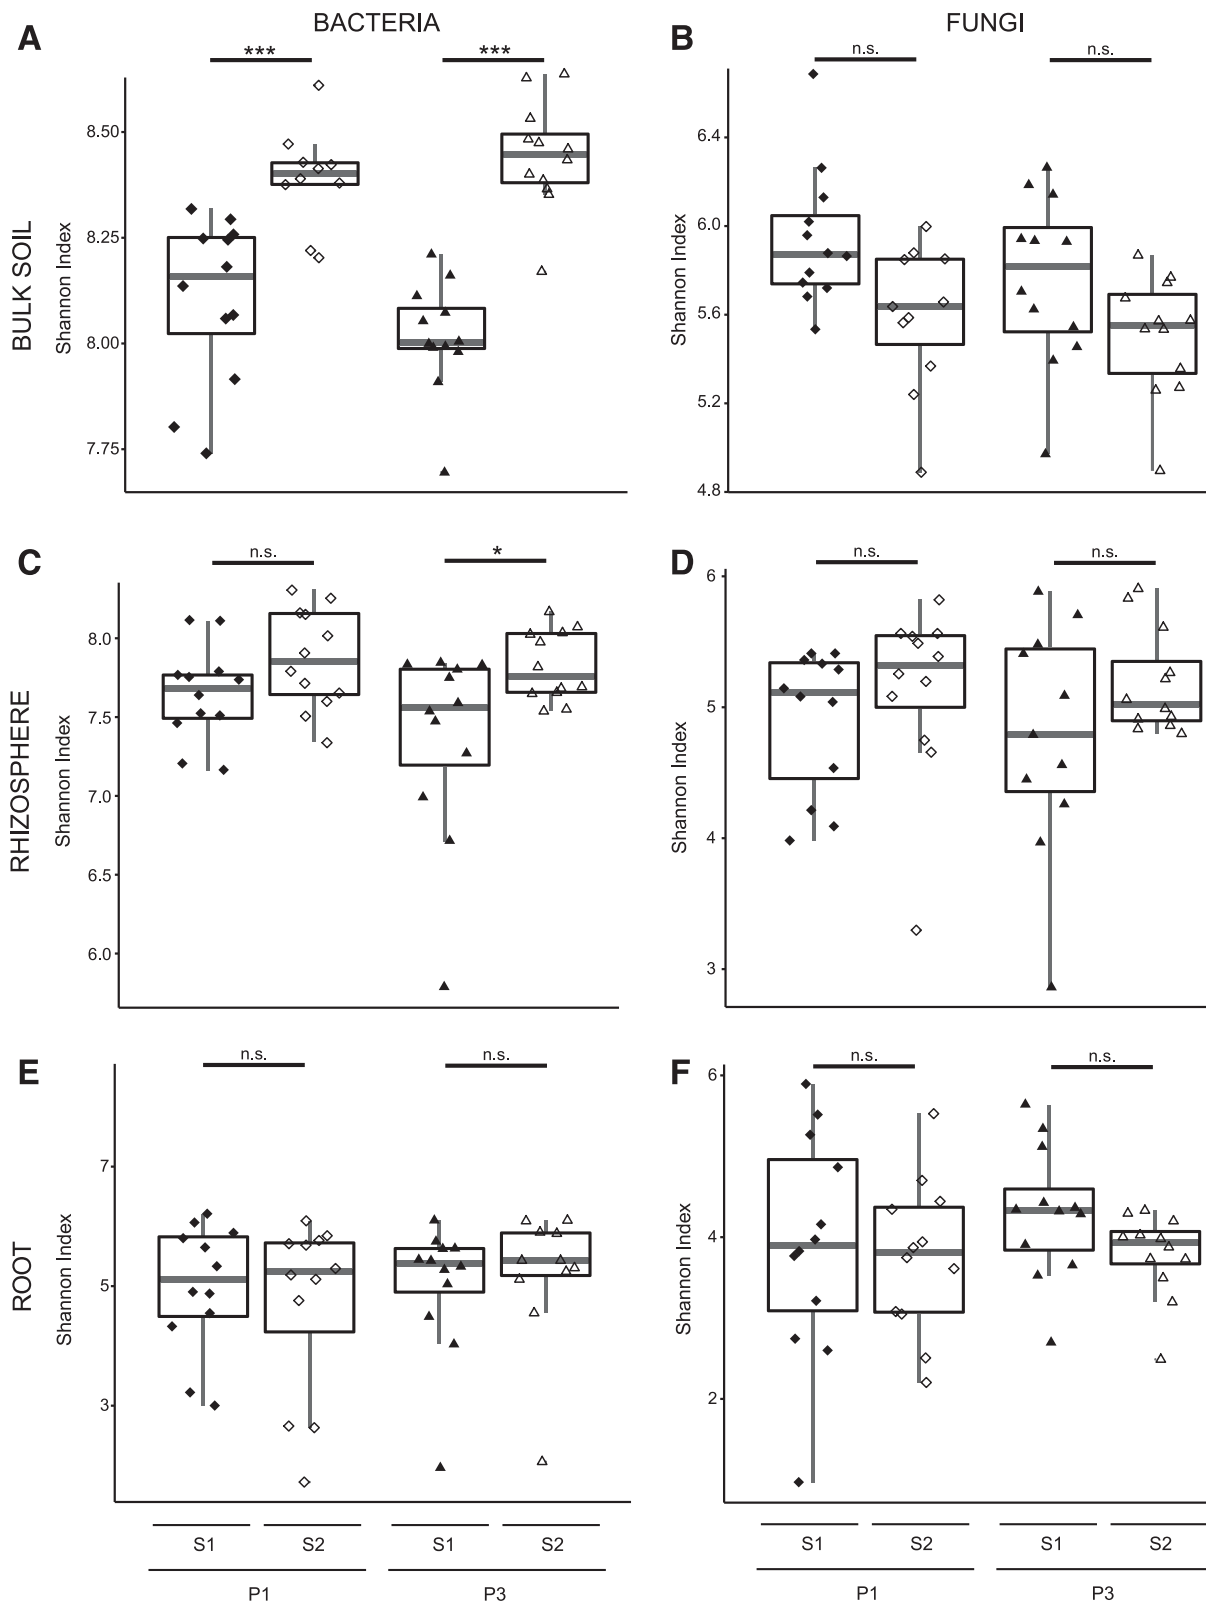 BACTERIA
FUNGI
A
***
***
B
n.s.
n.s.
BULK SOIL
Shannon Index
8.50
8.25
8.00
7.75
Shannon Index
6.4
6.0
5.6
5.2
4.8
C
n.s.
*
D
n.s.
n.s.
RHIZOSPHERE
Shannon Index
8.0
7.5
7.0
6.5
6.0
Shannon Index
6
5
4
3
E
n.s.
n.s.
F
n.s.
n.s.
ROOT
Shannon Index
7
5
3
Shannon Index
6
4
2
S1 S2 S1 S2
P1 P3
S1 S2 S1 S2
P1 P3